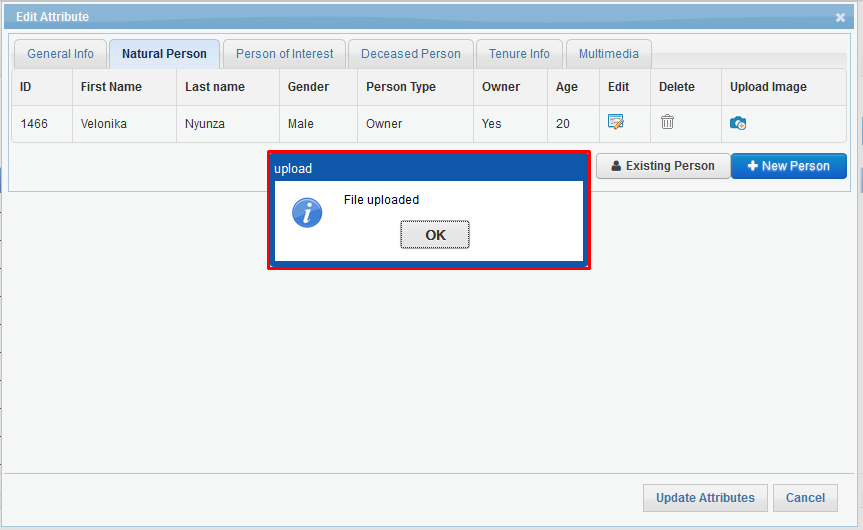 Edit Attribute
General Info Natural Person Person of Interest Deceased Person Tenure Info Multimedia
ID First Name Last name Gender Person Type Owner Age Edit Delete Upload Image
1466 Velonika Nyunza Male Owner Yes 20
Existing Person New Person
upload
File uploaded
OK
Update Attributes Cancel